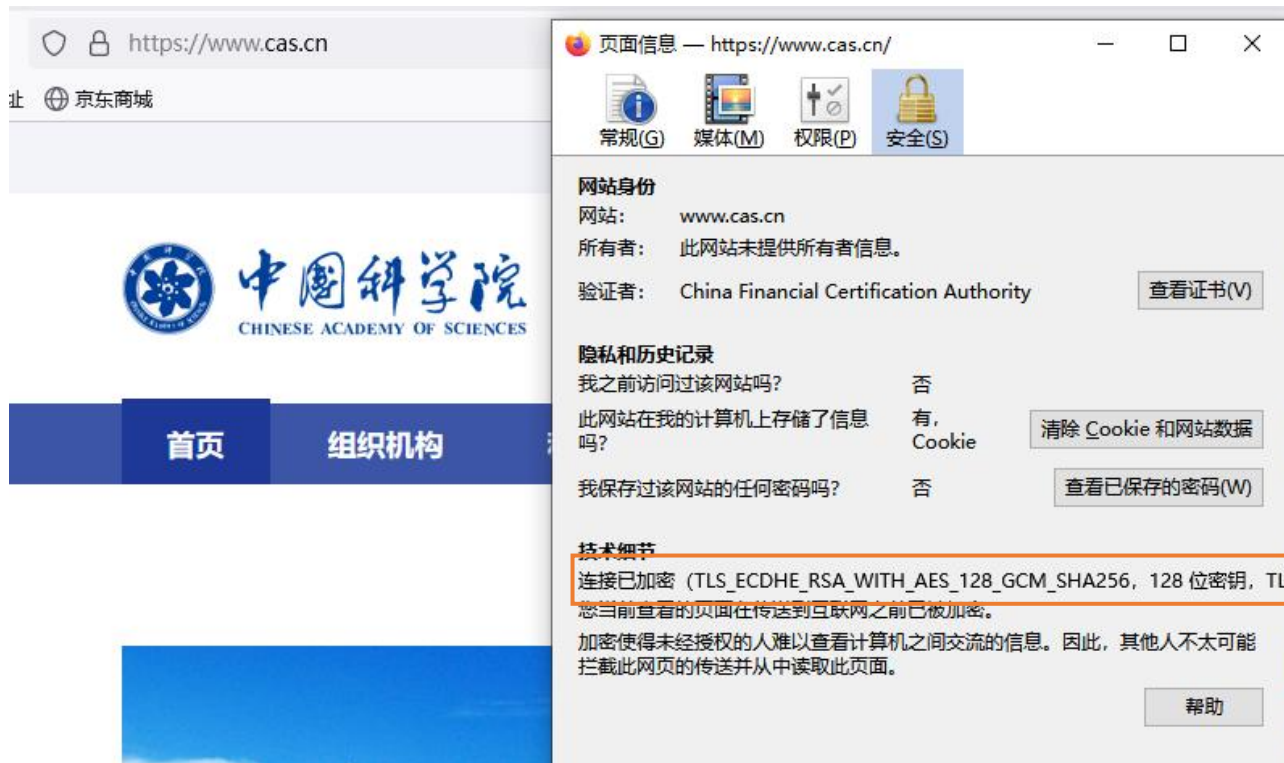 https://www.cas.cn
页面信息 — https://www.cas.cn/
址 京东商城
常规(G) 媒体(M) 权限(P) 安全(S)
网站身份
网站: www.cas.cn
所有者: 此网站未提供所有者信息。
验证者: China Financial Certification Authority 查看证书(V)
中国科学院
CHINESE ACADEMY OF SCIENCES
隐私和历史记录
我之前访问过该网站吗? 否
此网站在我的计算机上存储了信息吗? 有, Cookie 清除 Cookie 和网站数据
首页 组织机构
我保存过该网站的任何密码吗? 否 查看已保存的密码(W)
技术细节
连接已加密 (TLS_ECDHE_RSA_WITH_AES_128_GCM_SHA256, 128 位密钥, TL
您当前查看的页面在传送到互联网之前已被加密。
加密使得未经授权的人难以查看计算机之间交流的信息。因此, 其他人不太可能
拦截此网页的传送并从中读取此页面。
帮助